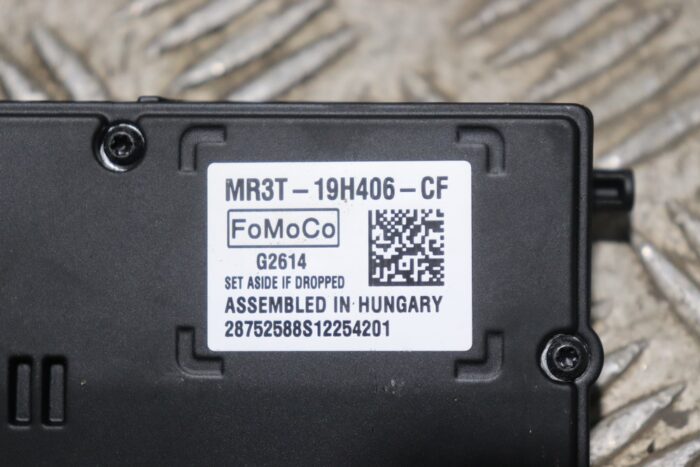 MR3T-19H406-CF
FoMoCo
G2614
SET ASIDE IF DROPPED
ASSEMBLED IN HUNGARY
28752588S12254201